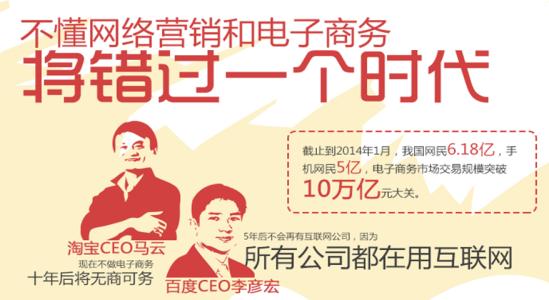 不懂网络营销和电子商务
将错过一个时代
截止到2014年1月，我国网民6.18亿，手
机网民5亿，电子商务市场交易规模突破
10万亿元大关。
淘宝CEO马云
现在不做电子商务
十年后将无商可务
百度CEO李彦宏
5年后不会再有互联网公司，因为
所有公司都在用互联网